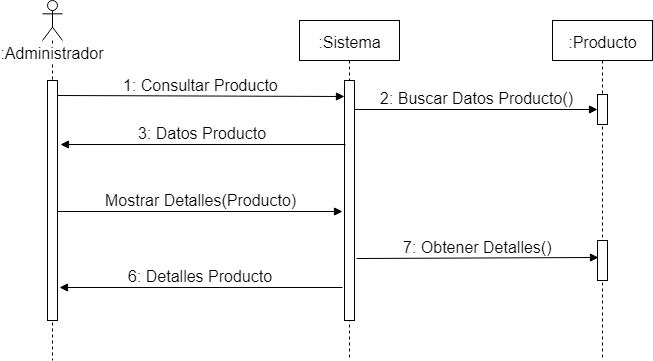 :Administrador
:Sistema
:Producto
1: Consultar Producto
2: Buscar Datos Producto()
3: Datos Producto
Mostrar Detalles(Producto)
7: Obtener Detalles()
6: Detalles Producto